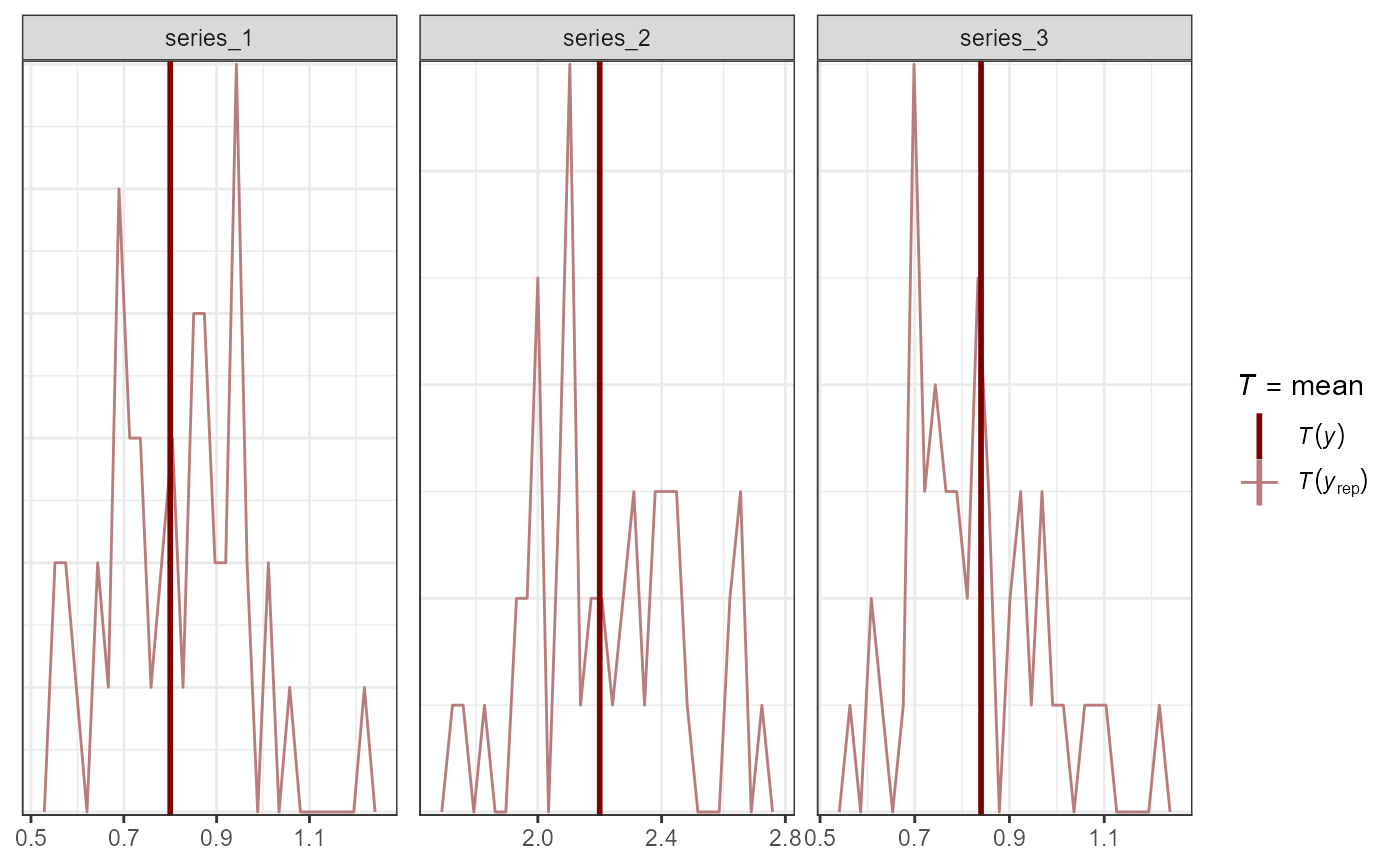 series_1
series_2
series_3
0.5 0.7 0.9 1.1
2.0 2.4 2.8
0.5 0.7 0.9 1.1
T = mean
T(y)
T(yrep)